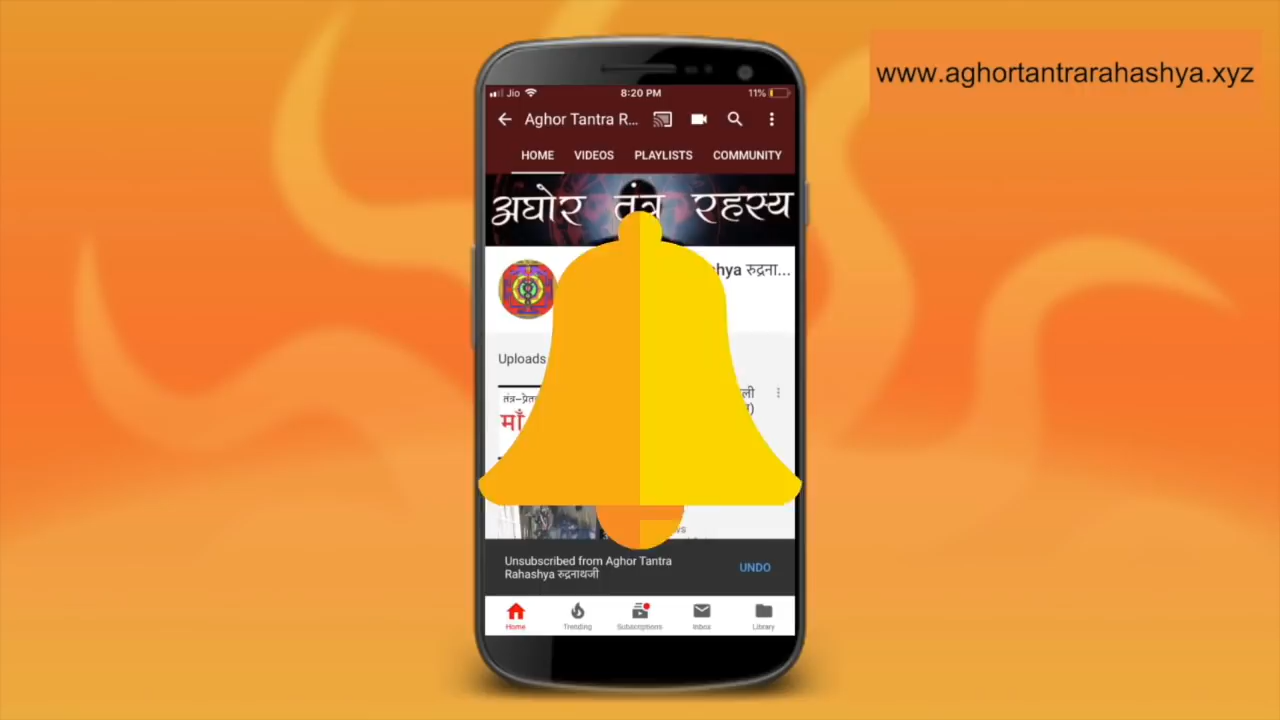 www.aghortantrarahashya.xyz
Jio 8:20 PM 11%
Aghor Tantra R...
HOME VIDEOS PLAYLISTS COMMUNITY
अघोर तंत्र रहस्य
रुद्रना...
Uploads
माँ
Unsubscribed from Aghor Tantra
Rahashya रुद्रनाथजी
UNDO
Home Trending Subscriptions Inbox Library